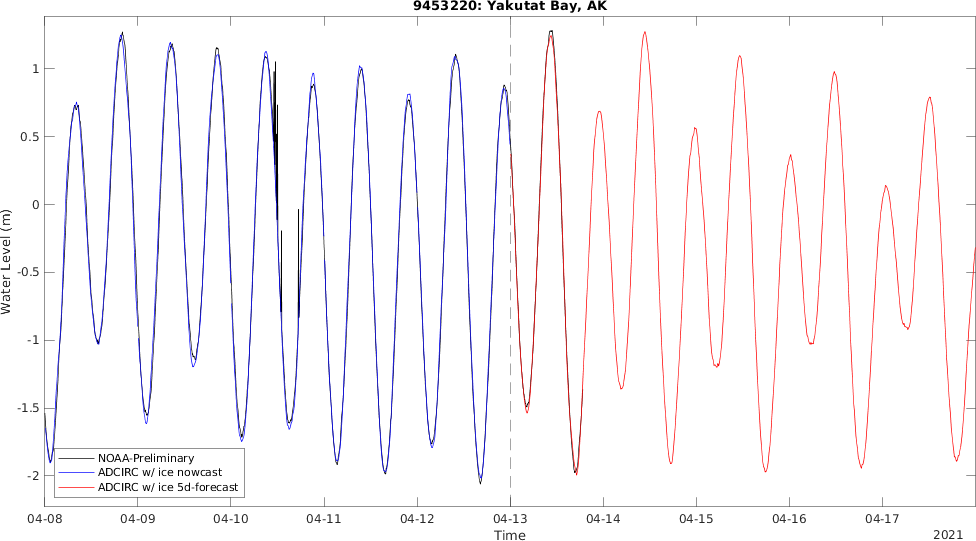 9453220: Yakutat Bay, AK
Water Level (m)
1
0.5
0
-0.5
-1
-1.5
-2
NOAA-Preliminary
ADCIRC w/ ice nowcast
ADCIRC w/ ice 5d-forecast
04-08 04-09 04-10 04-11 04-12 04-13 04-14 04-15 04-16 04-17
Time
2021